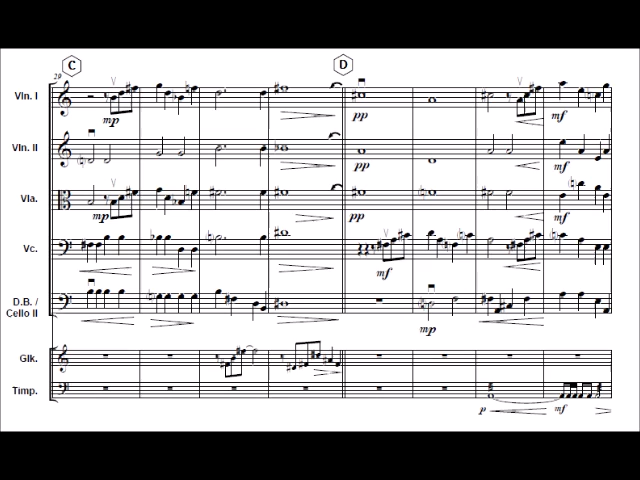 C D
29
Vln. I
mp pp mf
Vln. II
pp mf
Vla.
mp pp mf
Vc.
mf
D.B. /
Cello II
mp
Glk.
Timp.
p mf